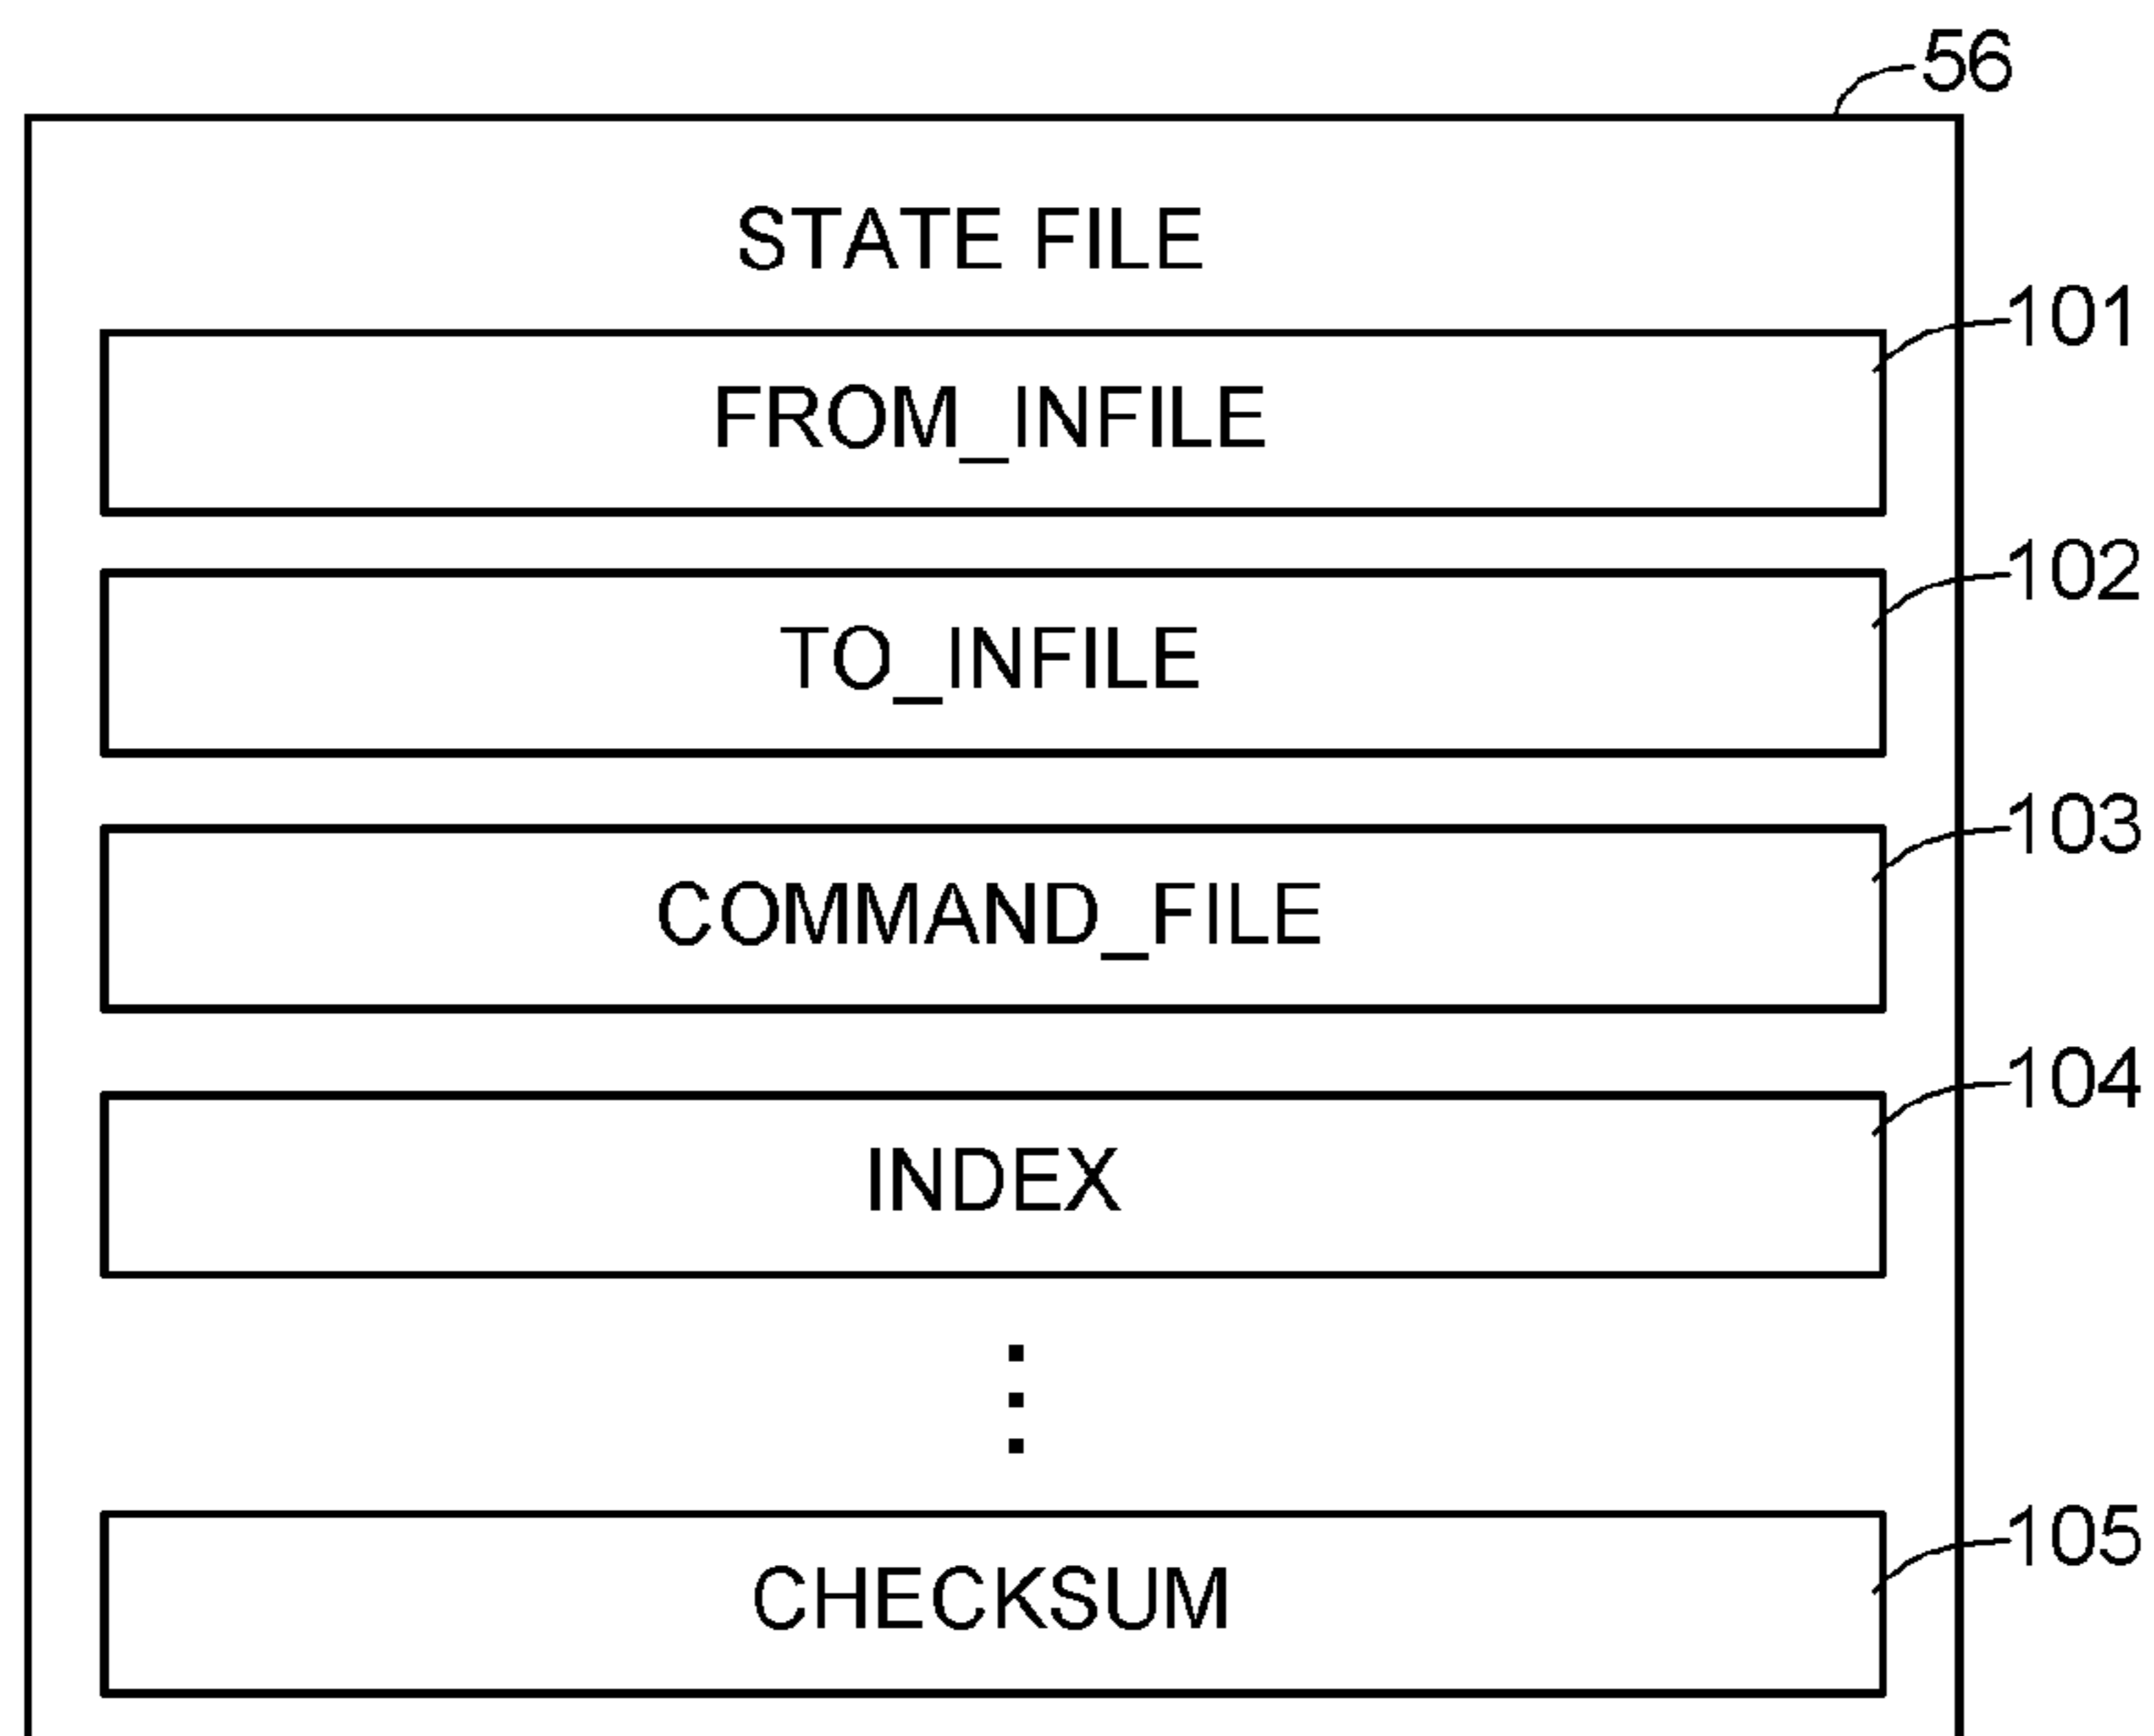 56
STATE FILE
101
FROM_INFILE
102
TO_INFILE
103
COMMAND_FILE
104
INDEX
105
CHECKSUM